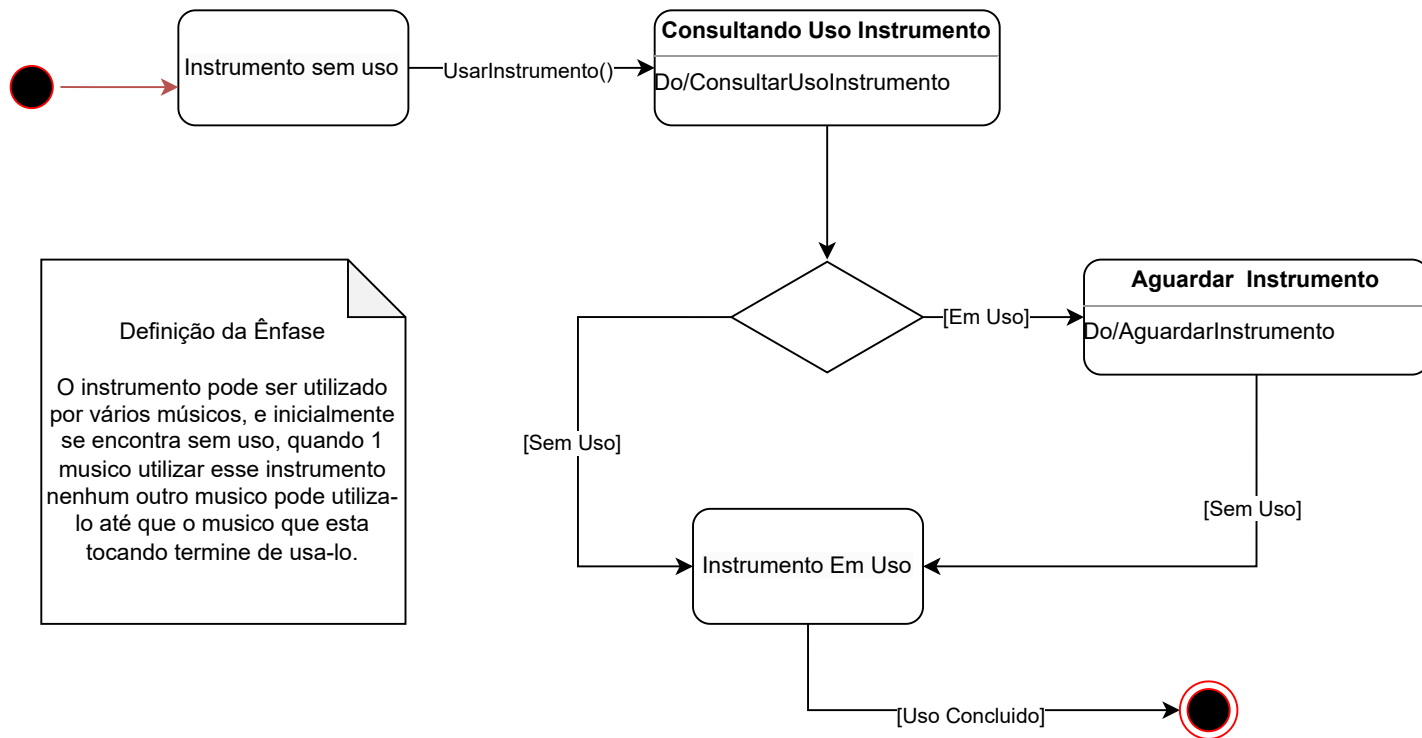 Instrumento sem uso
UsarInstrumento()
Consultando Uso Instrumento
Do/ConsultarUsoInstrumento
Definição da Ênfase
O instrumento pode ser utilizado
por vários músicos, e inicialmente
se encontra sem uso, quando 1
musico utilizar esse instrumento
nenhum outro musico pode utiliza-
lo até que o musico que esta
tocando termine de usa-lo.
[Em Uso]
Aguardar  Instrumento
Do/AguardarInstrumento
[Sem Uso]
[Sem Uso]
Instrumento Em Uso
[Uso Concluido]